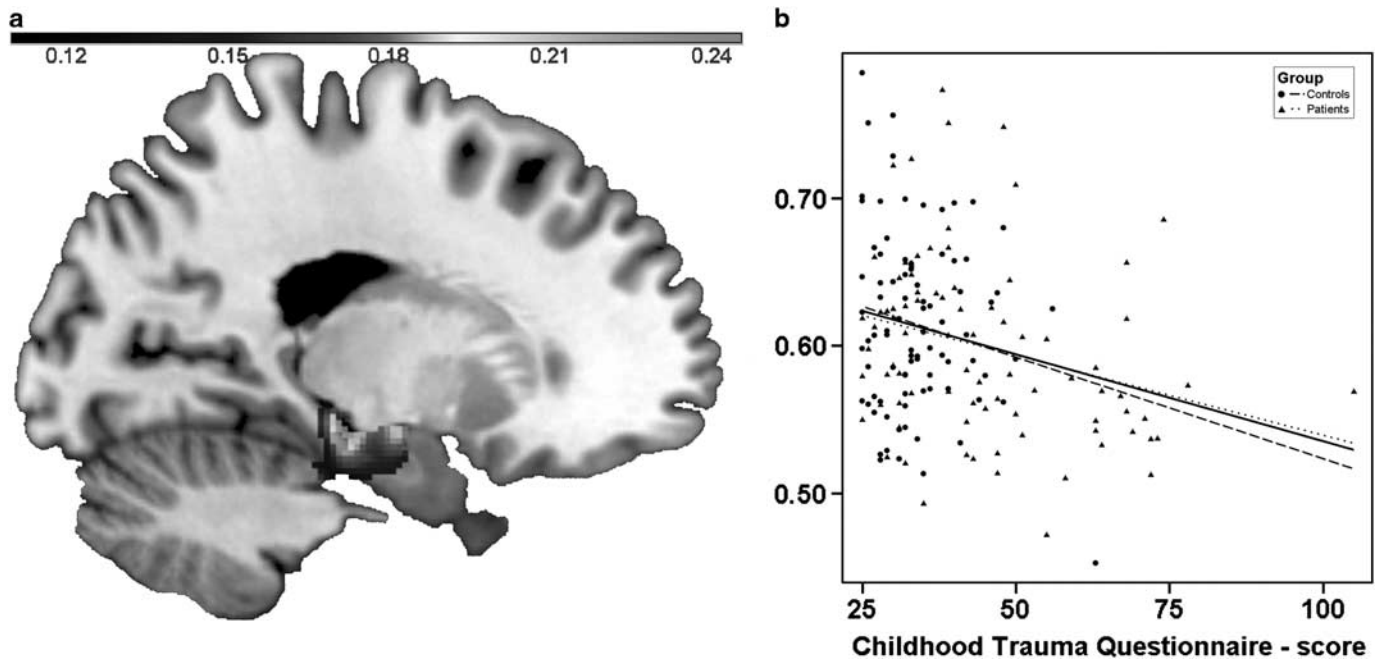 a
0.12 0.15 0.18 0.21 0.24
b
Group
Controls
Patients
0.70
0.60
0.50
25 50 75 100
Childhood Trauma Questionnaire - score